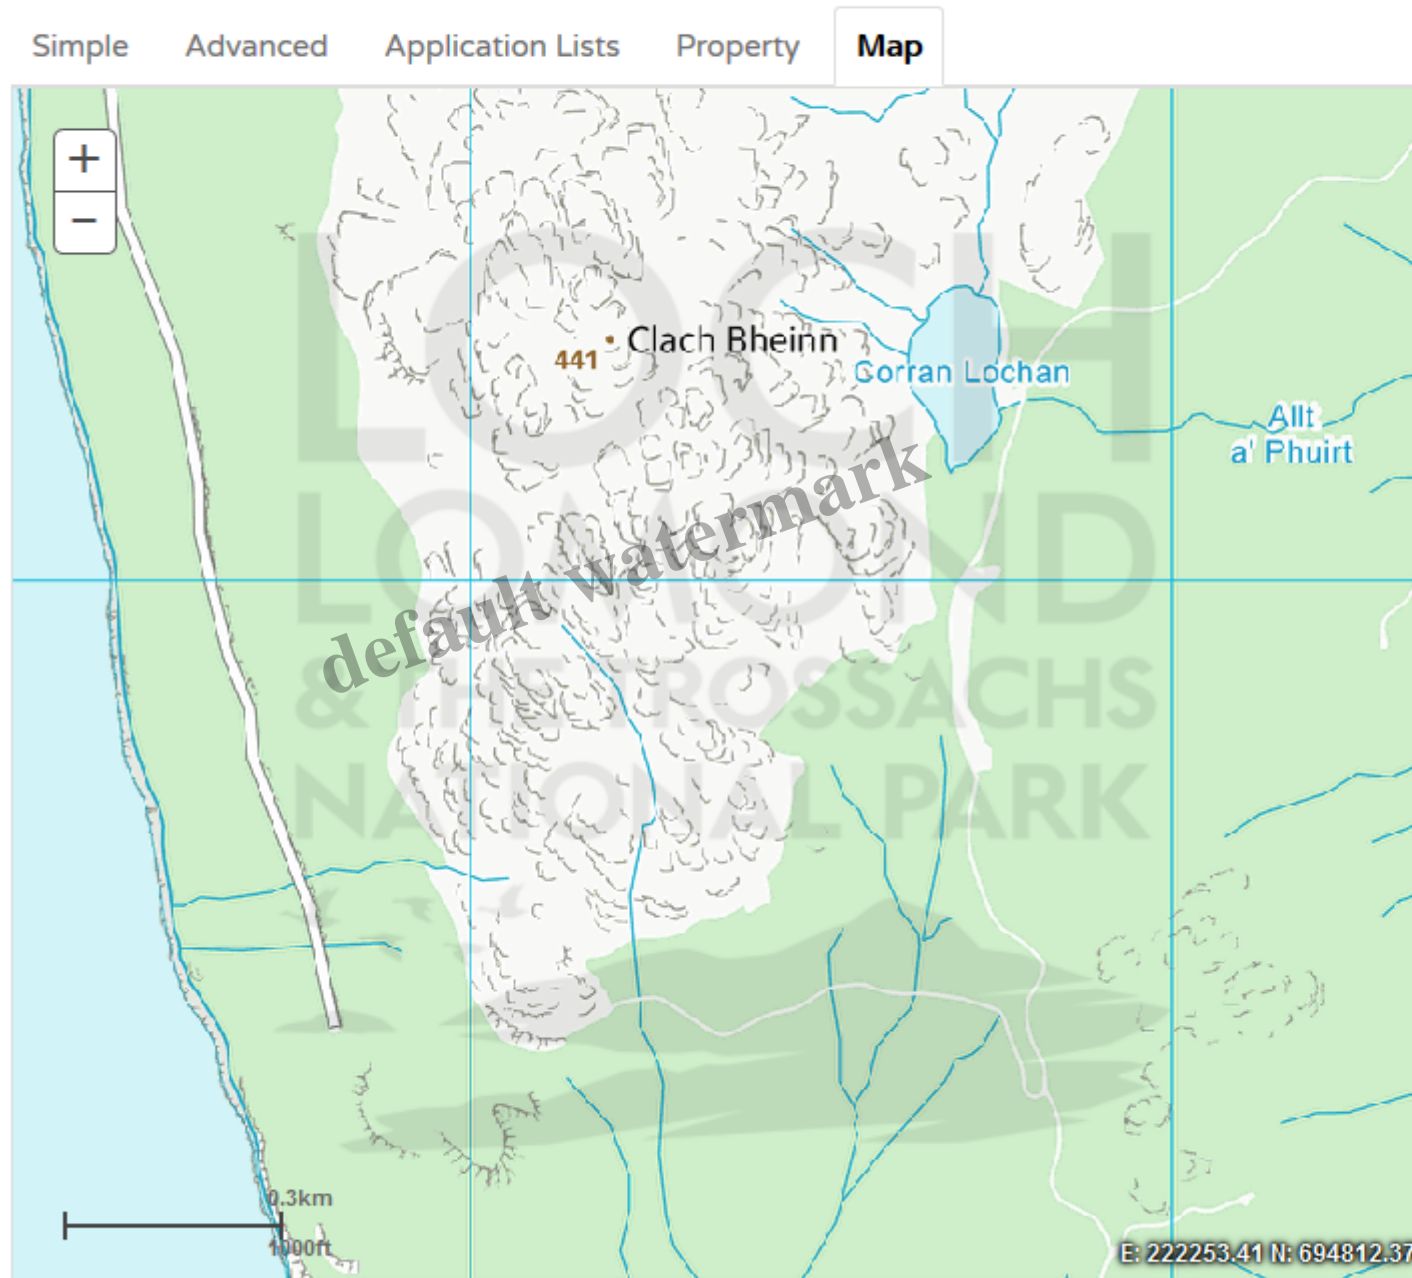 Simple Advanced Application Lists Property Map
+
−
LOCH
Clach Bheinn
441
Corran Lochan
Allt
a' Phuirt
default watermark
LOMOND
& THE TROSSACHS
NATIONAL PARK
0.3km
1000ft
E: 222253.41 N: 694812.37